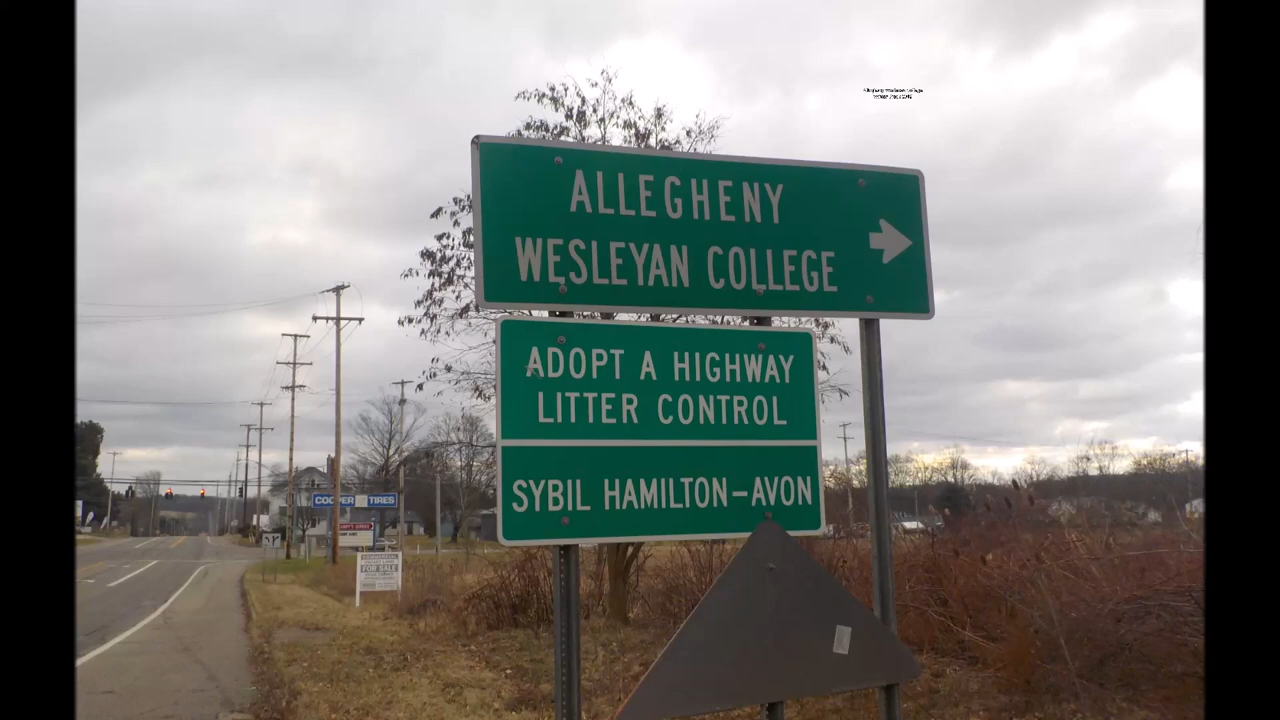 ALLEGHENY
WESLEYAN COLLEGE
ADOPT A HIGHWAY
LITTER CONTROL
SYBIL HAMILTON-AVON
COOPER TIRES
FOR SALE